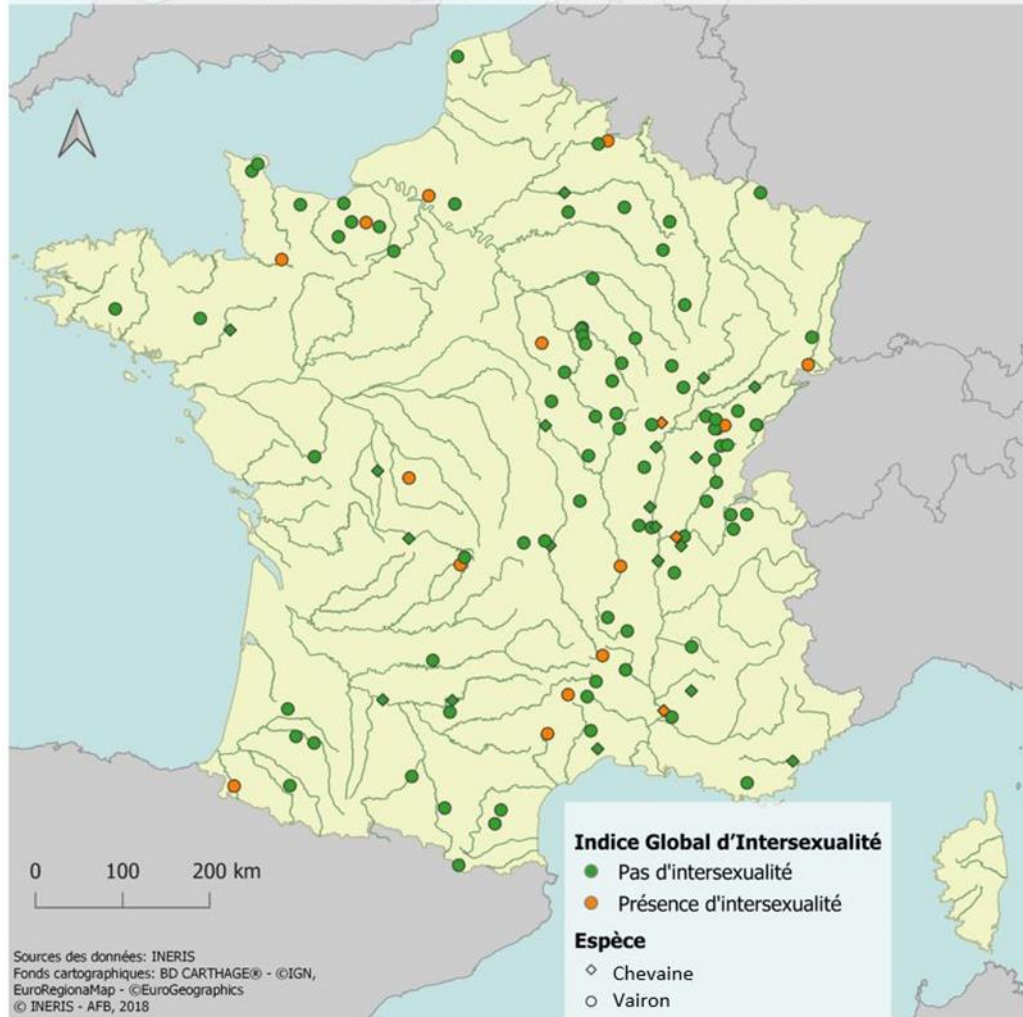 0 100 200 km
Sources des données: INERIS
Fonds cartographiques: BD CARTHAGE® - ©IGN,
EuroRegionaMap - ©EuroGeographics
© INERIS - AFB, 2018
Indice Global d'Intersexualité
Pas d'intersexualité
Présence d'intersexualité
Espèce
Chevaine
Vairon